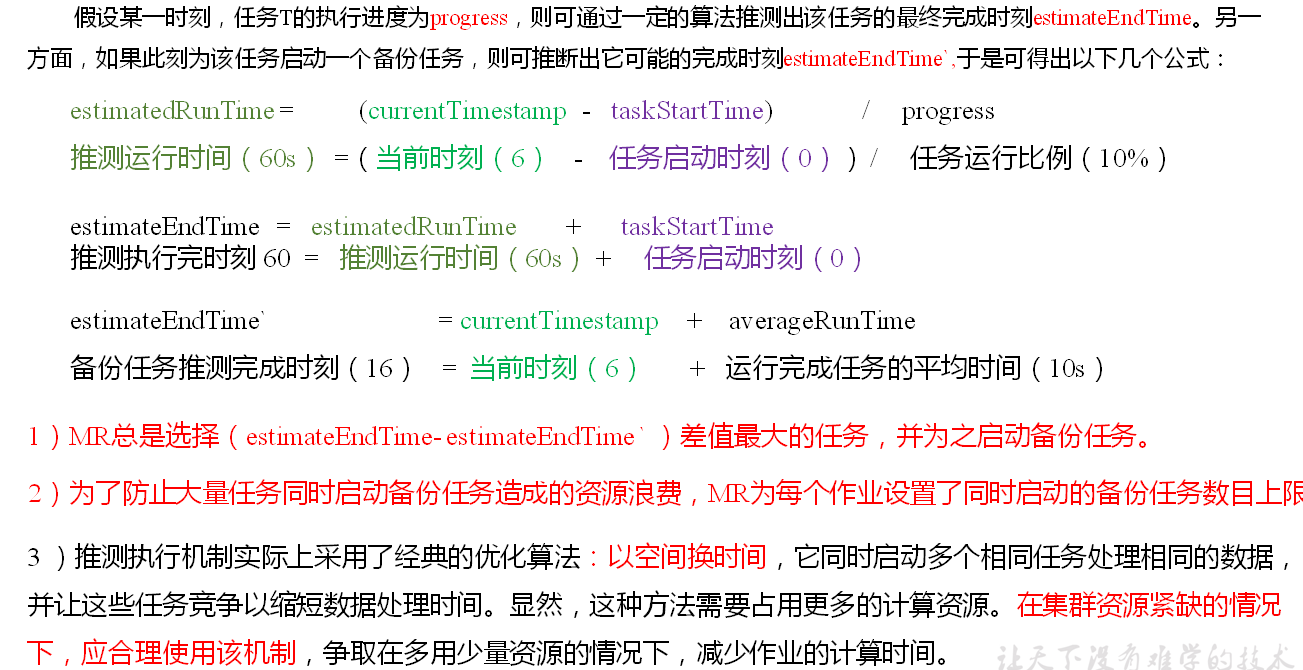 假设某一时刻，任务T的执行进度为progress，则可通过一定的算法推测出该任务的最终完成时刻estimateEndTime。另一
方面，如果此刻为该任务启动一个备份任务，则可推断出它可能的完成时刻estimateEndTime`,于是可得出以下几个公式：
estimatedRunTime = (currentTimestamp - taskStartTime) / progress
推测运行时间（60s）=（当前时刻（6） - 任务启动时刻（0））/ 任务运行比例（10%）
estimateEndTime = estimatedRunTime + taskStartTime
推测执行完时刻 60 = 推测运行时间（60s）+ 任务启动时刻（0）
estimateEndTime` = currentTimestamp + averageRunTime
备份任务推测完成时刻（16） = 当前时刻（6） + 运行完成任务的平均时间（10s）
1）MR总是选择（estimateEndTime- estimateEndTime` ）差值最大的任务，并为之启动备份任务。
2）为了防止大量任务同时启动备份任务造成的资源浪费，MR为每个作业设置了同时启动的备份任务数目上限
3 ）推测执行机制实际上采用了经典的优化算法：以空间换时间，它同时启动多个相同任务处理相同的数据，
并让这些任务竞争以缩短数据处理时间。显然，这种方法需要占用更多的计算资源。在集群资源紧缺的情况
下，应合理使用该机制，争取在多用少量资源的情况下，减少作业的计算时间。
让天下没有难学的技术